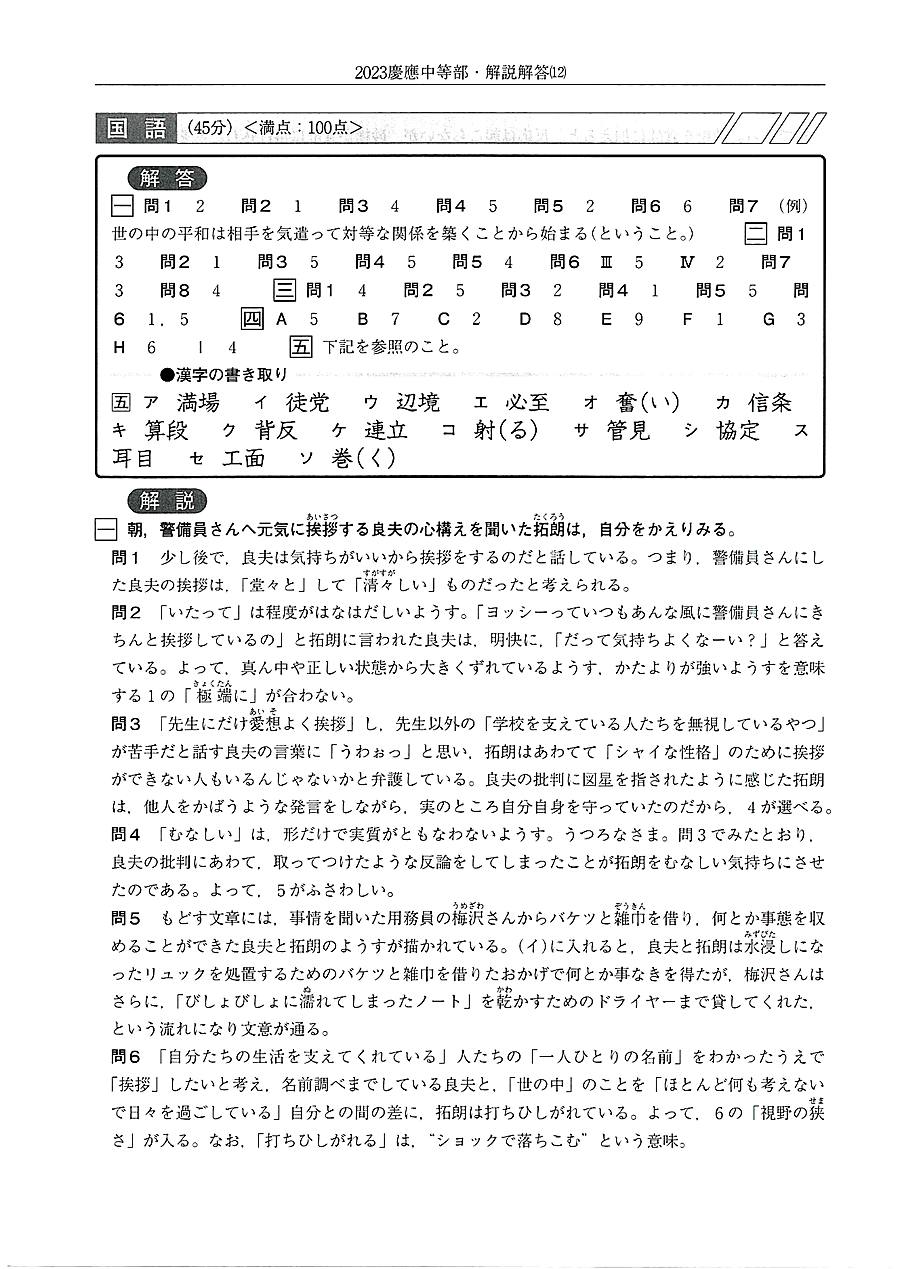 2023慶應中等部・解説解答⑿
国語 (45分) <満点：100点>
解答
一 問1 2 問2 1 問3 4 問4 5 問5 2 問6 6 問7 (例)
世の中の平和は相手を気遣って対等な関係を築くことから始まる(ということ。) 二 問1
3 問2 1 問3 5 問4 5 問5 4 問6 Ⅲ 5 Ⅳ 2 問7
3 問8 4 三 問1 4 問2 5 問3 2 問4 1 問5 5 問
6 1，5 四 A 5 B 7 C 2 D 8 E 9 F 1 G 3
H 6 I 4 五 下記を参照のこと。
●漢字の書き取り
五 ア 満場 イ 徒党 ウ 辺境 エ 必至 オ 奮(い) カ 信条
キ 算段 ク 背反 ケ 連立 コ 射(る) サ 管見 シ 協定 ス
耳目 セ 工面 ソ 巻(く)
解説
一 朝，警備員さんへ元気に挨拶する良夫の心構えを聞いた拓朗は，自分をかえりみる。
問1 少し後で，良夫は気持ちがいいから挨拶をするのだと話している。つまり，警備員さんにし
た良夫の挨拶は，「堂々と」して「清々しい」ものだったと考えられる。
問2 「いたって」は程度がはなはだしいようす。「ヨッシーっていつもあんな風に警備員さんにき
ちんと挨拶しているの」と拓朗に言われた良夫は，明快に，「だって気持ちよくなーい？」と答え
ている。よって，真ん中や正しい状態から大きくずれているようす，かたよりが強いようすを意味
する1の「極端に」が合わない。
問3 「先生にだけ愛想よく挨拶」し，先生以外の「学校を支えている人たちを無視しているやつ」
が苦手だと話す良夫の言葉に「うわぉっ」と思い，拓朗はあわてて「シャイな性格」のために挨拶
ができない人もいるんじゃないかと弁護している。良夫の批判に図星を指されたように感じた拓朗
は，他人をかばうような発言をしながら，実のところ自分自身を守っていたのだから，4が選べる。
問4 「むなしい」は，形だけで実質がともなわないようす。うつろなさま。問3でみたとおり，
良夫の批判にあわて，取ってつけたような反論をしてしまったことが拓朗をむなしい気持ちにさせ
たのである。よって，5がふさわしい。
問5 もどす文章には，事情を聞いた用務員の梅沢さんからバケツと雑巾を借り，何とか事態を収
めることができた良夫と拓朗のようすが描かれている。(イ)に入れると，良夫と拓朗は水浸しにな
ったリュックを処置するためのバケツと雑巾を借りたおかげで何とか事なきを得たが，梅沢さんは
さらに，「びしょびしょに濡れてしまったノート」を乾かすためのドライヤーまで貸してくれた，
という流れになり文意が通る。
問6 「自分たちの生活を支えてくれている」人たちの「一人ひとりの名前」をわかったうえで
「挨拶」したいと考え，名前調べまでしている良夫と，「世の中」のことを「ほとんど何も考えない
で日々を過ごしている」自分との間の差に，拓朗は打ちひしがれている。よって，6の「視野の狭
さ」が入る。なお，「打ちひしがれる」は，"ショックで落ちこむ"という意味。